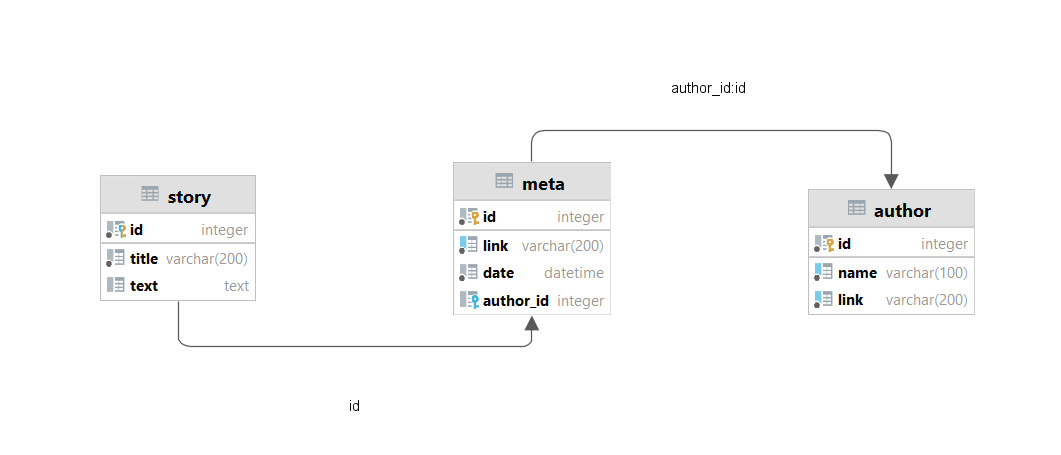 author_id:id
story
id integer
title varchar(200)
text text
meta
id integer
link varchar(200)
date datetime
author_id integer
author
id integer
name varchar(100)
link varchar(200)
id